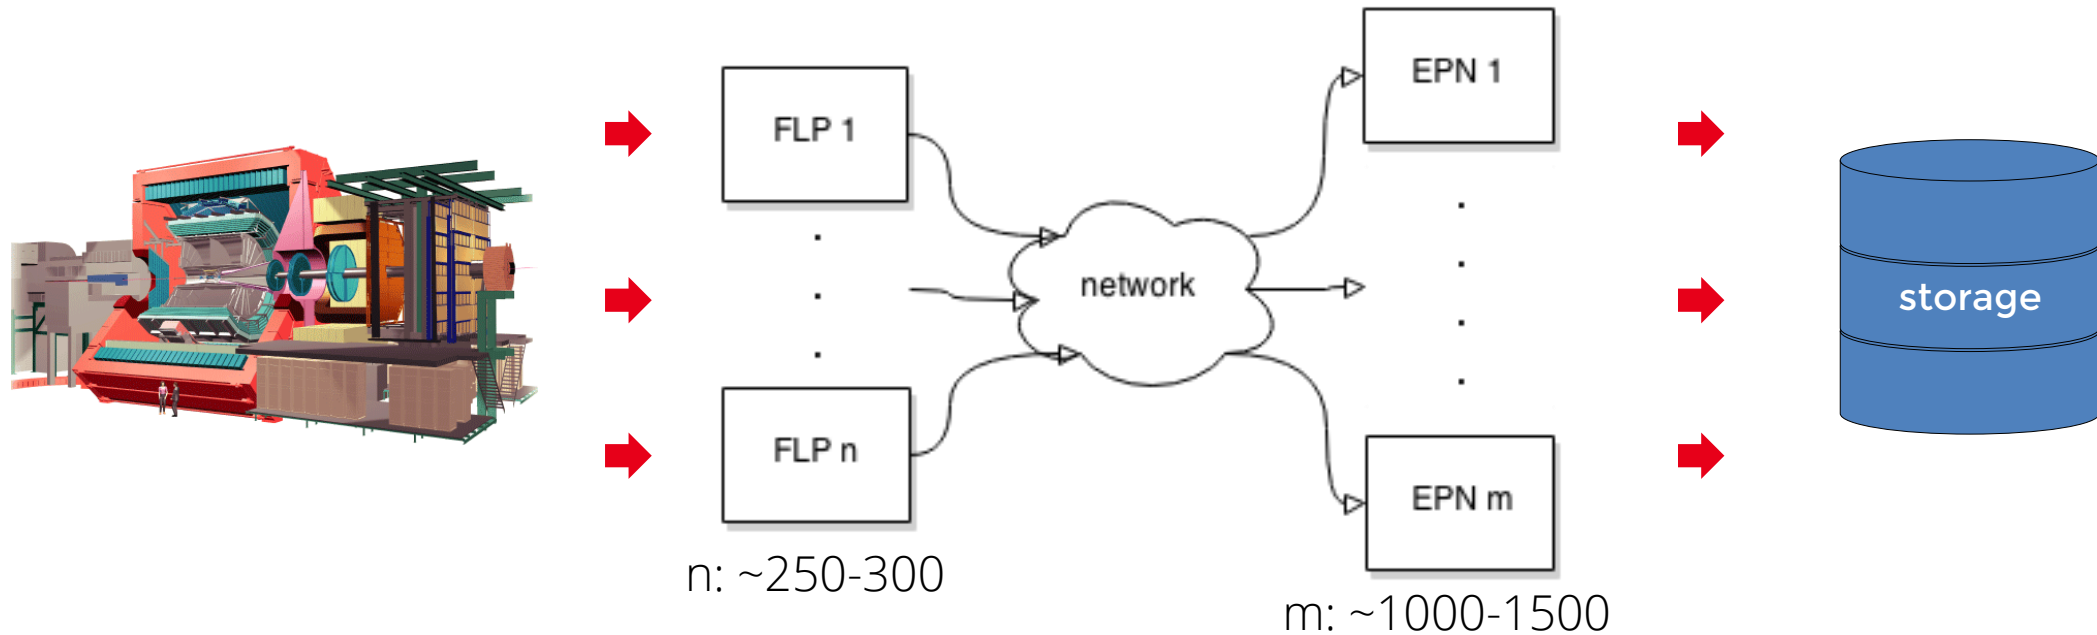 FLP 1
FLP n
n: ~250-300
network
EPN 1
EPN m
m: ~1000-1500
storage